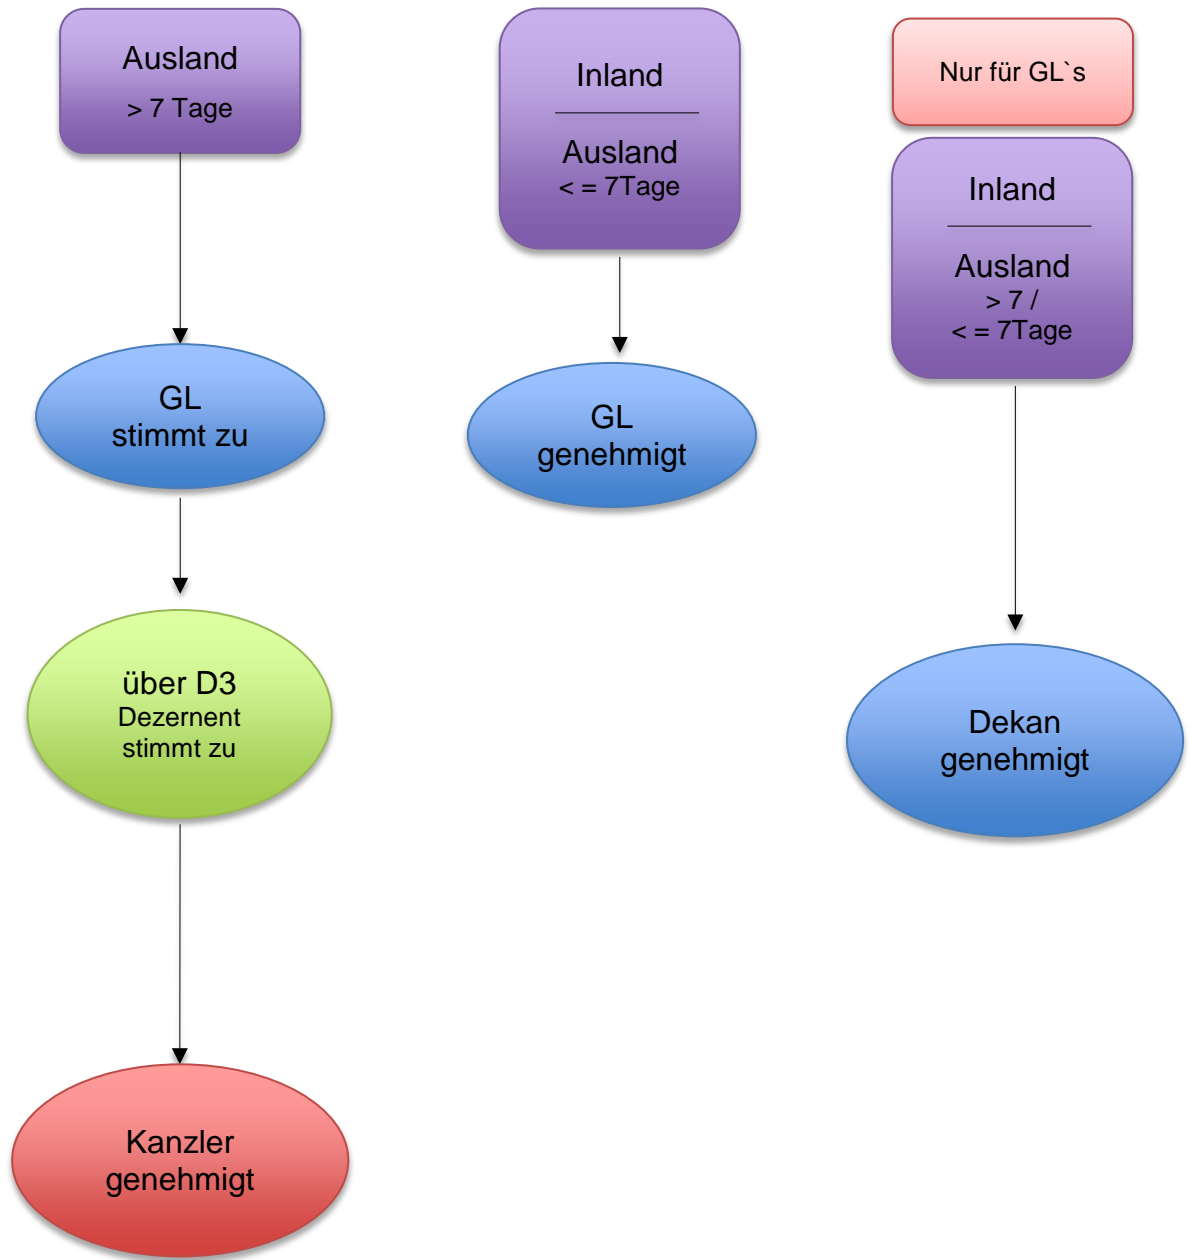 Ausland
> 7 Tage
GL
stimmt zu
über D3
Dezernent
stimmt zu
Kanzler
genehmigt
Inland
Ausland
< = 7Tage
GL
genehmigt
Nur für GL`s
Inland
Ausland
> 7 /
< = 7Tage
Dekan
genehmigt